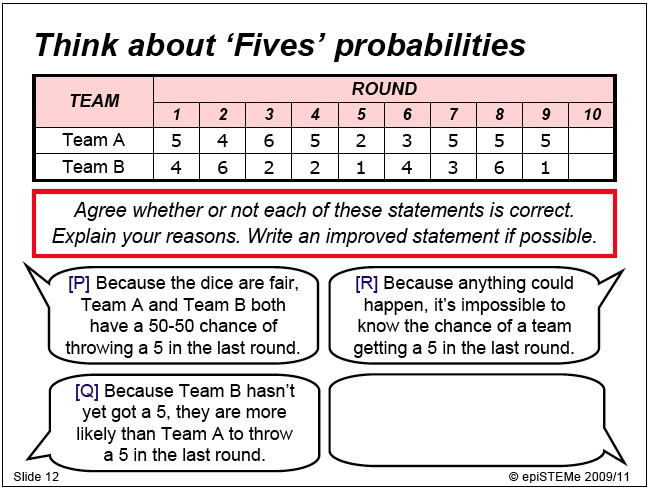 Think about ‘Fives’ probabilities
TEAM ROUND
1 2 3 4 5 6 7 8 9 10
Team A 5 4 6 5 2 3 5 5 5
Team B 4 6 2 2 1 4 3 6 1
Agree whether or not each of these statements is correct.
Explain your reasons. Write an improved statement if possible.
[P] Because the dice are fair,
Team A and Team B both
have a 50-50 chance of
throwing a 5 in the last round.
[R] Because anything could
happen, it’s impossible to
know the chance of a team
getting a 5 in the last round.
[Q] Because Team B hasn’t
yet got a 5, they are more
likely than Team A to throw
a 5 in the last round.
Slide 12
© epiSTEMe 2009/11